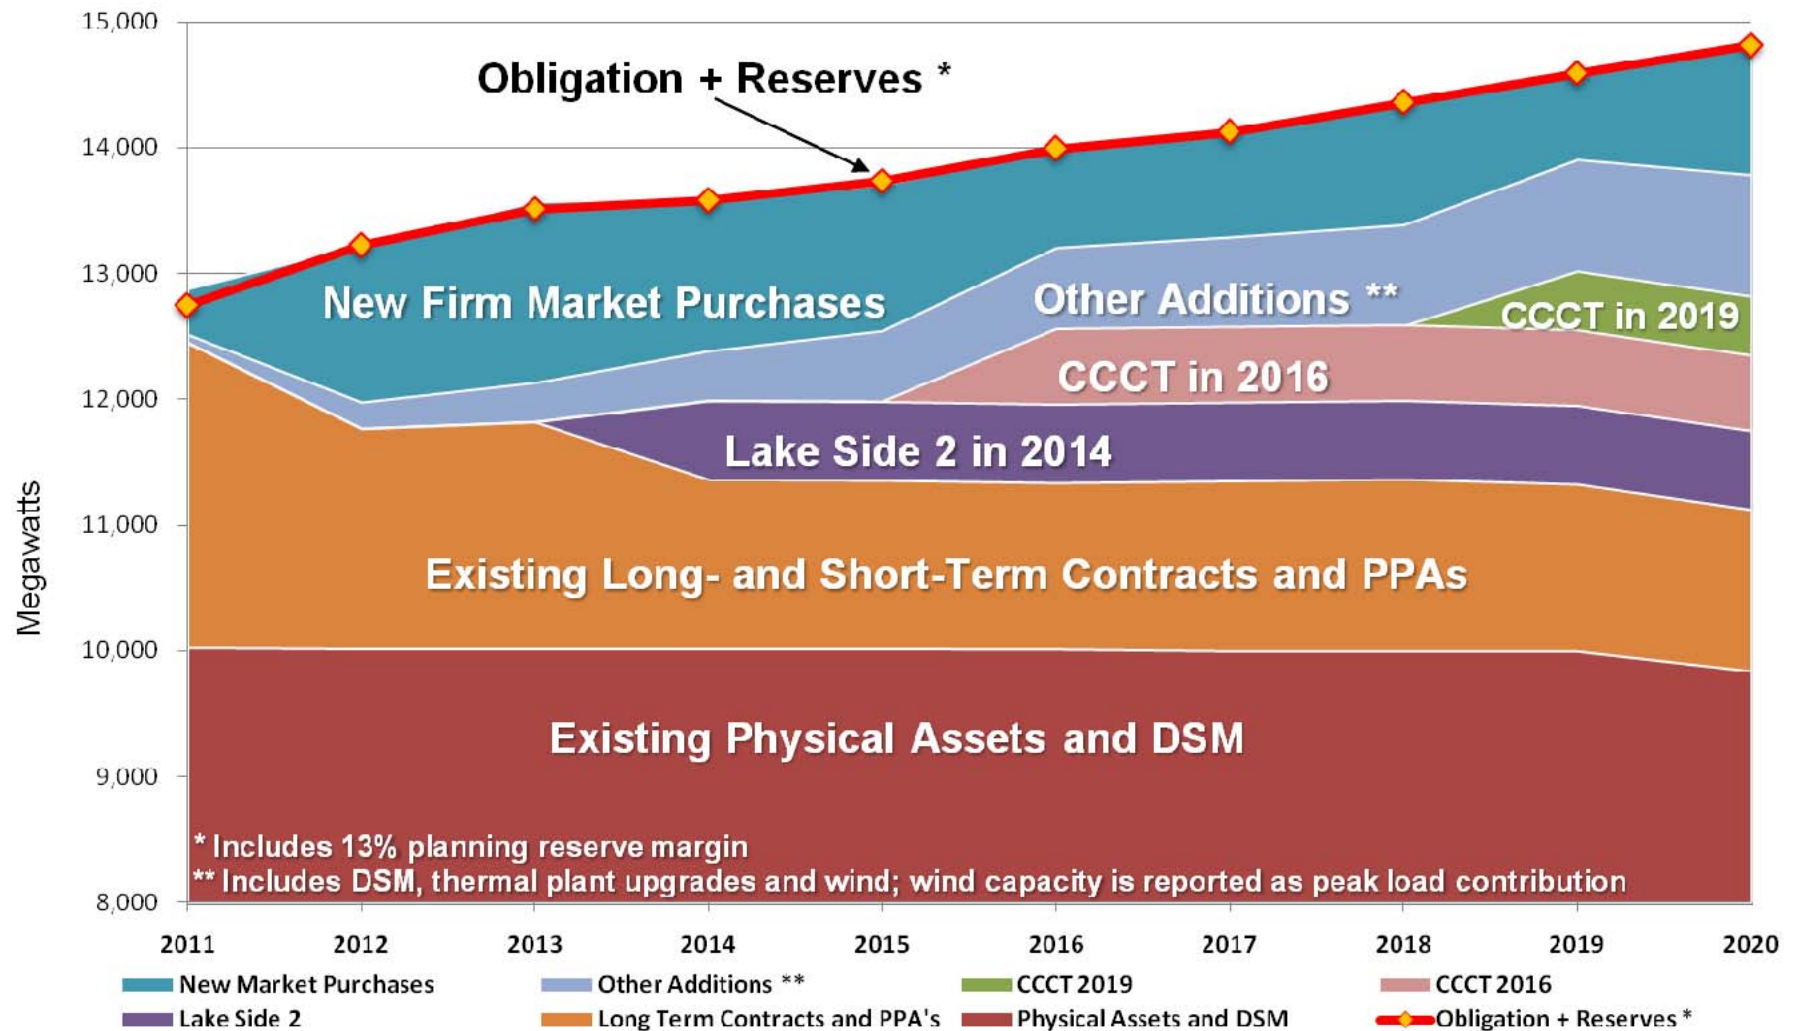 15,000
Obligation + Reserves *
14,000
13,000
New Firm Market Purchases
Other Additions **
CCCT in 2019
12,000
CCCT in 2016
Lake Side 2 in 2014
11,000
Existing Long- and Short-Term Contracts and PPAs
Megawatts
10,000
Existing Physical Assets and DSM
9,000
* Includes 13% planning reserve margin
** Includes DSM, thermal plant upgrades and wind; wind capacity is reported as peak load contribution
8,000
2011 2012 2013 2014 2015 2016 2017 2018 2019 2020
New Market Purchases Other Additions ** CCCT 2019 CCCT 2016
Lake Side 2 Long Term Contracts and PPA's Physical Assets and DSM Obligation + Reserves *